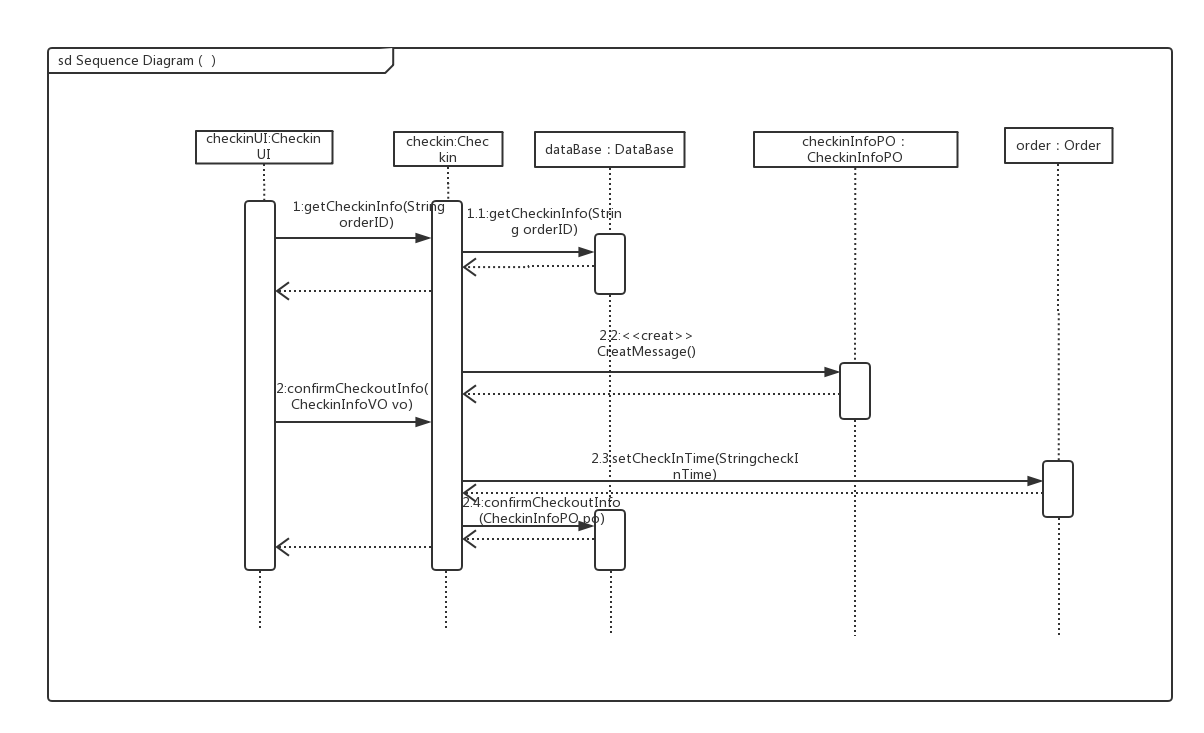 sd Sequence Diagram (  )
checkinUI:Checkin
UI
checkin:Chec
kin
dataBase : DataBase
checkinInfoPO :
CheckinInfoPO
order : Order
1:getCheckinInfo(String
orderID)
1.1:getCheckinInfo(Strin
g orderID)
2.2:<<creat>>
CreatMessage()
2:confirmCheckoutInfo(
CheckinInfoVO vo)
2.3:setCheckInTime(StringcheckI
nTime)
2.4:confirmCheckoutInfo
(CheckinInfoPO po)